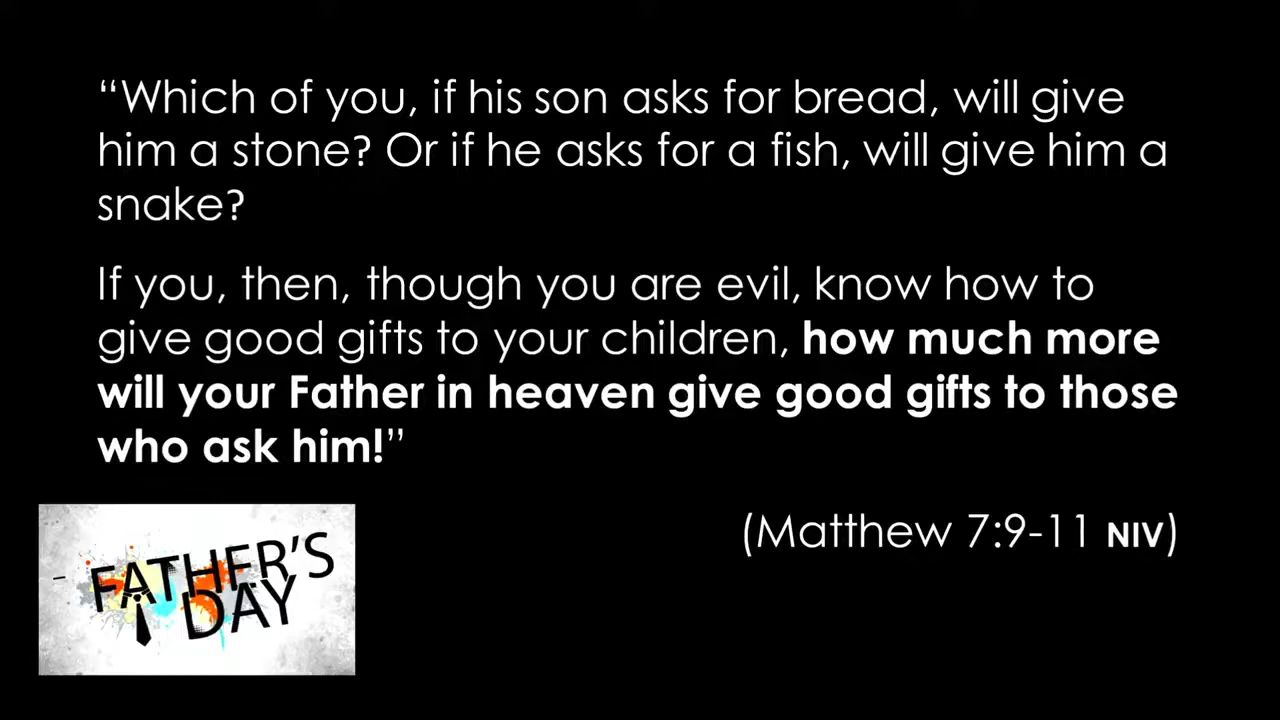 “Which of you, if his son asks for bread, will give
him a stone? Or if he asks for a fish, will give him a
snake?
If you, then, though you are evil, know how to
give good gifts to your children, how much more
will your Father in heaven give good gifts to those
who ask him!”
(Matthew 7:9-11 NIV)
FATHER’S
DAY